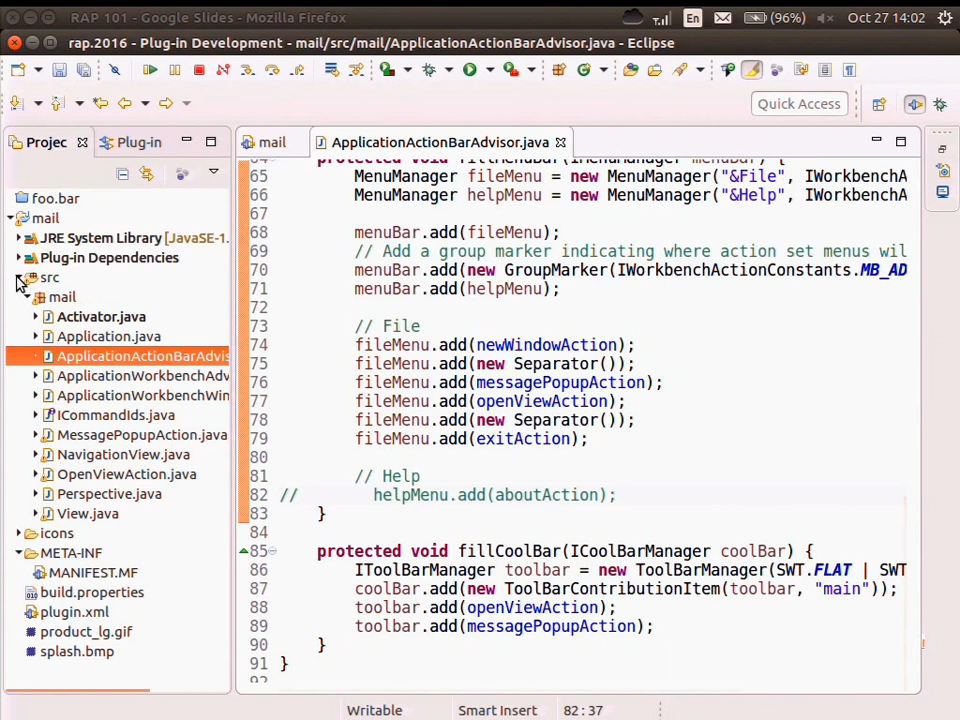 RAP 101 - Google Slides - Mozilla Firefox
En
(96%)
Oct 27 14:02
rap.2016 - Plug-in Development - mail/src/mail/ApplicationActionBarAdvisor.java - Eclipse
Quick Access
Projec
Plug-in
mail
ApplicationActionBarAdvisor.java
foo.bar
mail
JRE System Library [JavaSE-1.
Plug-in Dependencies
src
mail
Activator.java
Application.java
ApplicationActionBarAdvis
ApplicationWorkbenchAdv
ApplicationWorkbenchWin
ICommandIds.java
MessagePopupAction.java
NavigationView.java
OpenViewAction.java
Perspective.java
View.java
icons
META-INF
MANIFEST.MF
build.properties
plugin.xml
product_lg.gif
splash.bmp
64 protected void fillMenuBar(IMenuManager menuBar) {
65 MenuManager fileMenu = new MenuManager("&File", IWorkbenchA
66 MenuManager helpMenu = new MenuManager("&Help", IWorkbenchA
67
68 menuBar.add(fileMenu);
69 // Add a group marker indicating where action set menus wil
70 menuBar.add(new GroupMarker(IWorkbenchActionConstants.MB_AD
71 menuBar.add(helpMenu);
72
73 // File
74 fileMenu.add(newWindowAction);
75 fileMenu.add(new Separator());
76 fileMenu.add(messagePopupAction);
77 fileMenu.add(openViewAction);
78 fileMenu.add(new Separator());
79 fileMenu.add(exitAction);
80
81 // Help
82 // helpMenu.add(aboutAction);
83 }
84
85 protected void fillCoolBar(ICoolBarManager coolBar) {
86 IToolBarManager toolbar = new ToolBarManager(SWT.FLAT | SWT
87 coolBar.add(new ToolBarContributionItem(toolbar, "main"));
88 toolbar.add(openViewAction);
89 toolbar.add(messagePopupAction);
90 }
91 }
92
Writable
Smart Insert
82:37